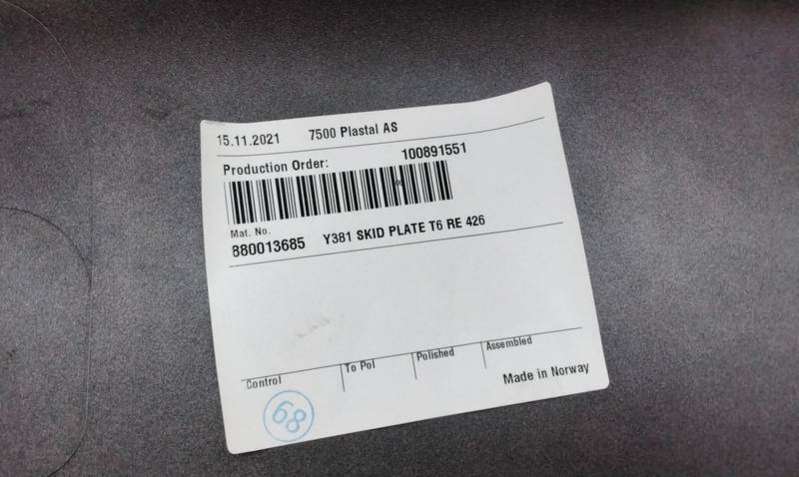 15.11.2021 7500 Plastal AS
Production Order: 100891551
Mat. No.
880013685 Y381 SKID PLATE T6 RE 426
Control To Pol Polished Assembled
Made in Norway
68